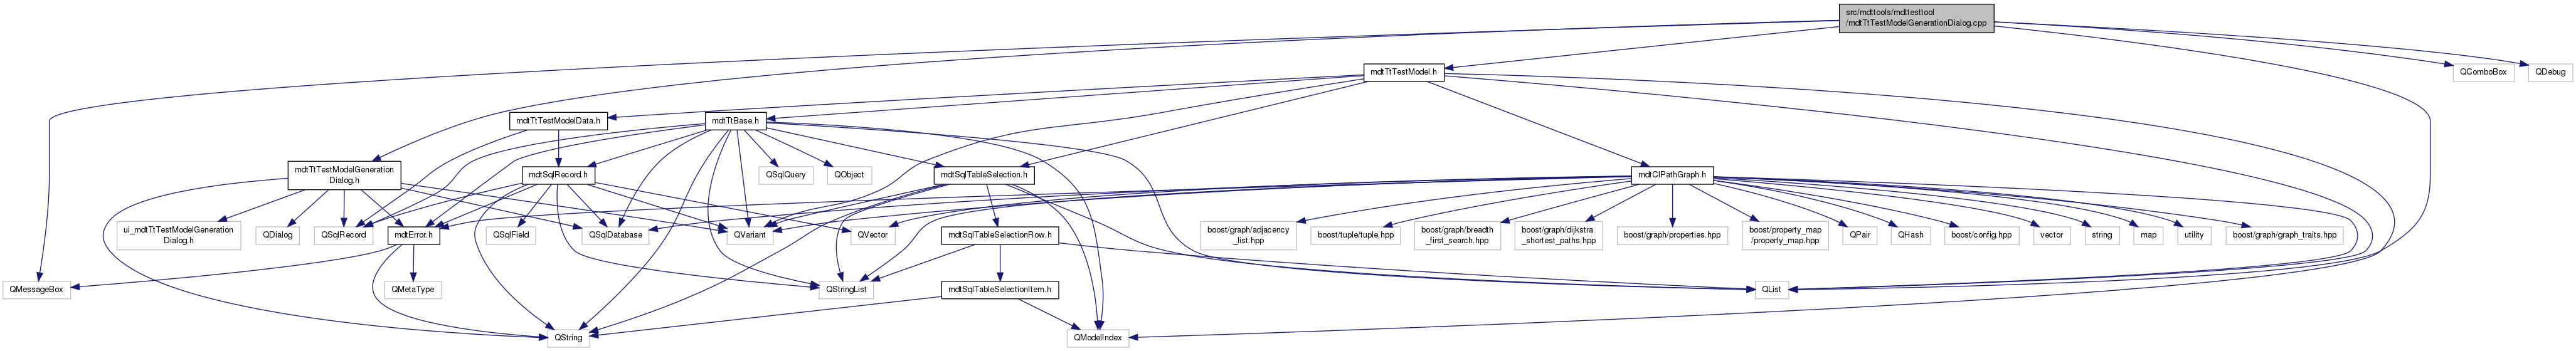 src/mdttools/mdttesttool
/mdtTtTestModelGenerationDialog.cpp
mdtTtTestModel.h
QComboBox
QDebug
mdtTtTestModelData.h
mdtTtBase.h
mdtTtTestModelGeneration
Dialog.h
mdtSqlRecord.h
QSqlQuery
QObject
mdtSqlTableSelection.h
mdtClPathGraph.h
ui_mdtTtTestModelGeneration
Dialog.h
QDialog
QSqlRecord
mdtError.h
QSqlField
QSqlDatabase
QVariant
QVector
mdtSqlTableSelectionRow.h
boost/graph/adjacency
_list.hpp
boost/tuple/tuple.hpp
boost/graph/breadth
_first_search.hpp
boost/graph/dijkstra
_shortest_paths.hpp
boost/graph/properties.hpp
boost/property_map
/property_map.hpp
QPair
QHash
boost/config.hpp
vector
string
map
utility
boost/graph/graph_traits.hpp
QMessageBox
QMetaType
QStringList
mdtSqlTableSelectionItem.h
QList
QString
QModelIndex